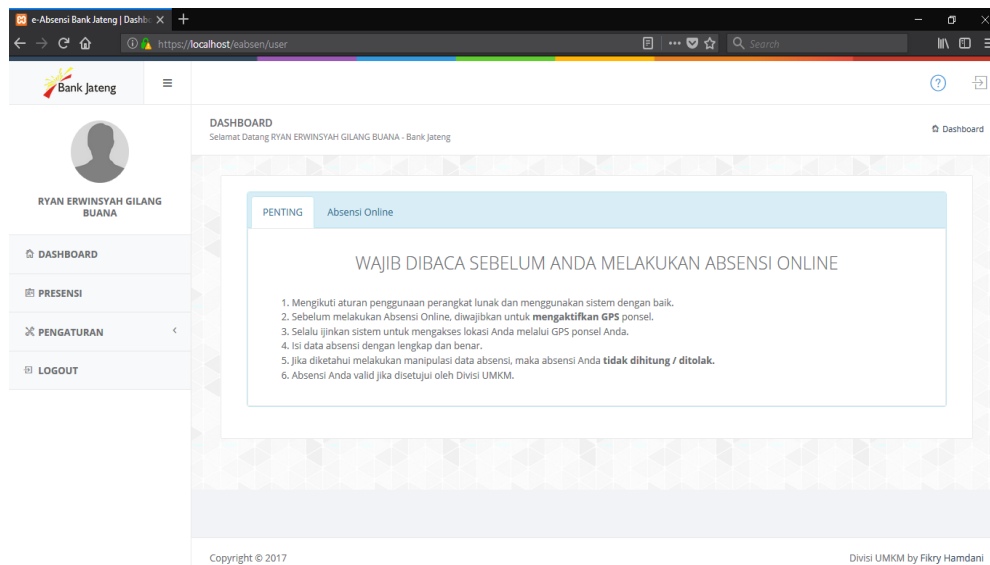 e-Absensi Bank Jateng | Dashb
https://localhost/eabsen/user
Search
Bank Jateng
DASHBOARD
Selamat Datang RYAN ERWINSYAH GILANG BUANA - Bank Jateng
Dashboard
RYAN ERWINSYAH GILANG
BUANA
DASHBOARD
PRESENSI
PENGATURAN
LOGOUT
PENTING
Absensi Online
WAJIB DIBACA SEBELUM ANDA MELAKUKAN ABSENSI ONLINE
1. Mengikuti aturan penggunaan perangkat lunak dan menggunakan sistem dengan baik.
2. Sebelum melakukan Absensi Online, diwajibkan untuk mengaktifkan GPS ponsel.
3. Selalu ijinkan sistem untuk mengakses lokasi Anda melalui GPS ponsel Anda.
4. Isi data absensi dengan lengkap dan benar.
5. Jika diketahui melakukan manipulasi data absensi, maka absensi Anda tidak dihitung / ditolak.
6. Absensi Anda valid jika disetujui oleh Divisi UMKM.
Copyright © 2017
Divisi UMKM by Fikry Hamdani